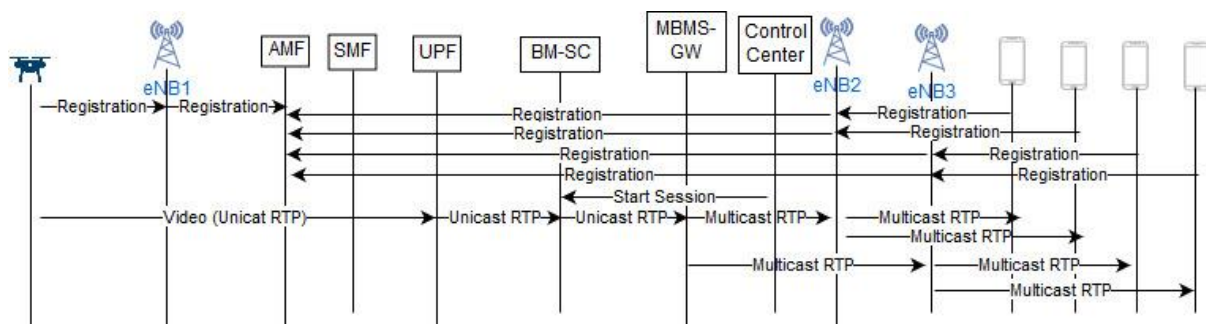 AMF
SMF
UPF
BM-SC
MBMS-
GW
Control
Center
eNB1
eNB2
eNB3
Registration
Registration
Registration
Registration
Registration
Registration
Registration
Registration
Registration
Registration
Start Session
Video (Unicat RTP)
Unicast RTP
Unicast RTP
Multicast RTP
Multicast RTP
Multicast RTP
Multicast RTP
Multicast RTP
Multicast RTP